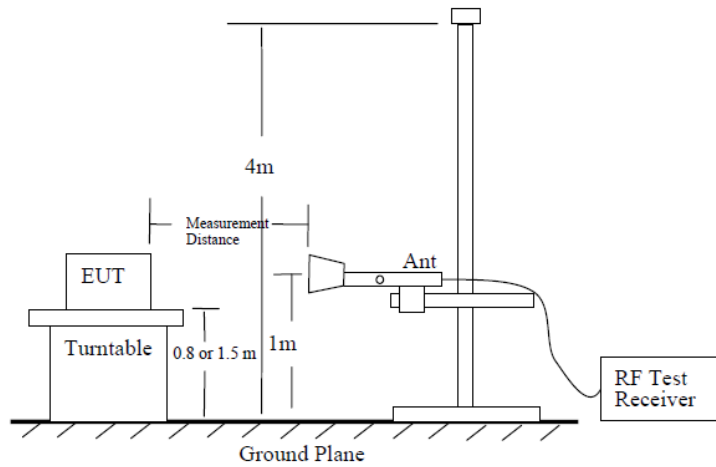 4m
Measurement
Distance
EUT
Ant
Turntable
0.8 or 1.5 m
1m
RF Test
Receiver
Ground Plane